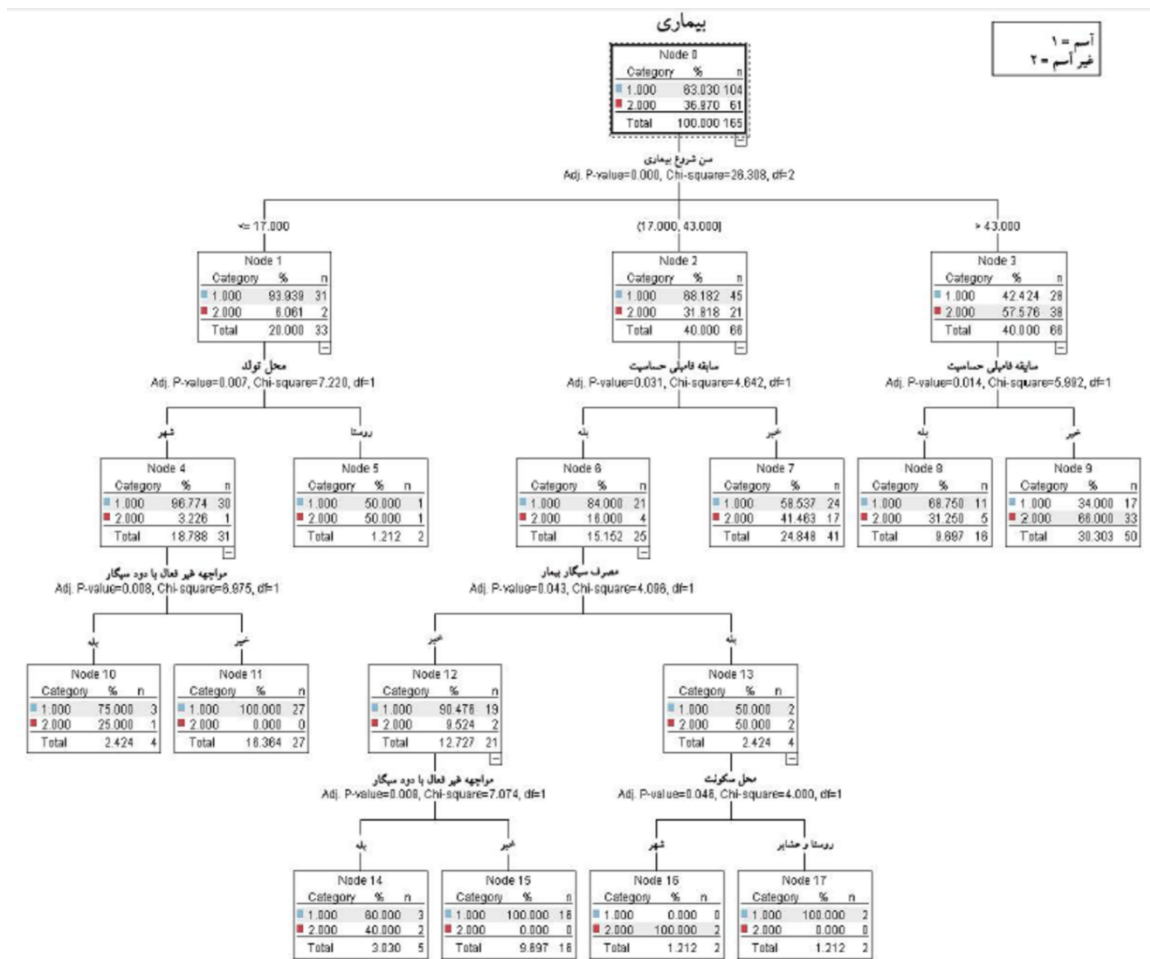 بیماری
آسم = ۱
غیر آسم = ۲
Node 0
Category % n
1.000 63.030 104
2.000 36.970 61
Total 100.000 165
سن شروع بیماری
Adj. P-value=0.000, Chi-square=26.308, df=2
<= 17.000
(17.000, 43.000]
> 43.000
Node 1
Category % n
1.000 93.939 31
2.000 6.061 2
Total 20.000 33
Node 2
Category % n
1.000 68.182 45
2.000 31.818 21
Total 40.000 66
Node 3
Category % n
1.000 42.424 28
2.000 57.576 38
Total 40.000 66
محل تولد
Adj. P-value=0.007, Chi-square=7.220, df=1
سابقه فامیلی حساسیت
Adj. P-value=0.031, Chi-square=4.642, df=1
سابقه فامیلی حساسیت
Adj. P-value=0.014, Chi-square=5.992, df=1
شهر
روستا
بله
خیر
بله
خیر
Node 4
Category % n
1.000 96.774 30
2.000 3.226 1
Total 18.788 31
Node 5
Category % n
1.000 50.000 1
2.000 50.000 1
Total 1.212 2
Node 6
Category % n
1.000 84.000 21
2.000 16.000 4
Total 15.152 25
Node 7
Category % n
1.000 58.537 24
2.000 41.463 17
Total 24.848 41
Node 8
Category % n
1.000 68.750 11
2.000 31.250 5
Total 9.697 16
Node 9
Category % n
1.000 34.000 17
2.000 66.000 33
Total 30.303 50
مواجهه غیر فعال با دود سیگار
Adj. P-value=0.008, Chi-square=6.975, df=1
مصرف سیگار بیمار
Adj. P-value=0.043, Chi-square=4.096, df=1
بله
خیر
خیر
بله
Node 10
Category % n
1.000 75.000 3
2.000 25.000 1
Total 2.424 4
Node 11
Category % n
1.000 100.000 27
2.000 0.000 0
Total 16.364 27
Node 12
Category % n
1.000 90.476 19
2.000 9.524 2
Total 12.727 21
Node 13
Category % n
1.000 50.000 2
2.000 50.000 2
Total 2.424 4
مواجهه غیر فعال با دود سیگار
Adj. P-value=0.008, Chi-square=7.074, df=1
محل سکونت
Adj. P-value=0.046, Chi-square=4.000, df=1
بله
خیر
شهر
روستا و عشایر
Node 14
Category % n
1.000 60.000 3
2.000 40.000 2
Total 3.030 5
Node 15
Category % n
1.000 100.000 16
2.000 0.000 0
Total 9.697 16
Node 16
Category % n
1.000 0.000 0
2.000 100.000 2
Total 1.212 2
Node 17
Category % n
1.000 100.000 2
2.000 0.000 0
Total 1.212 2